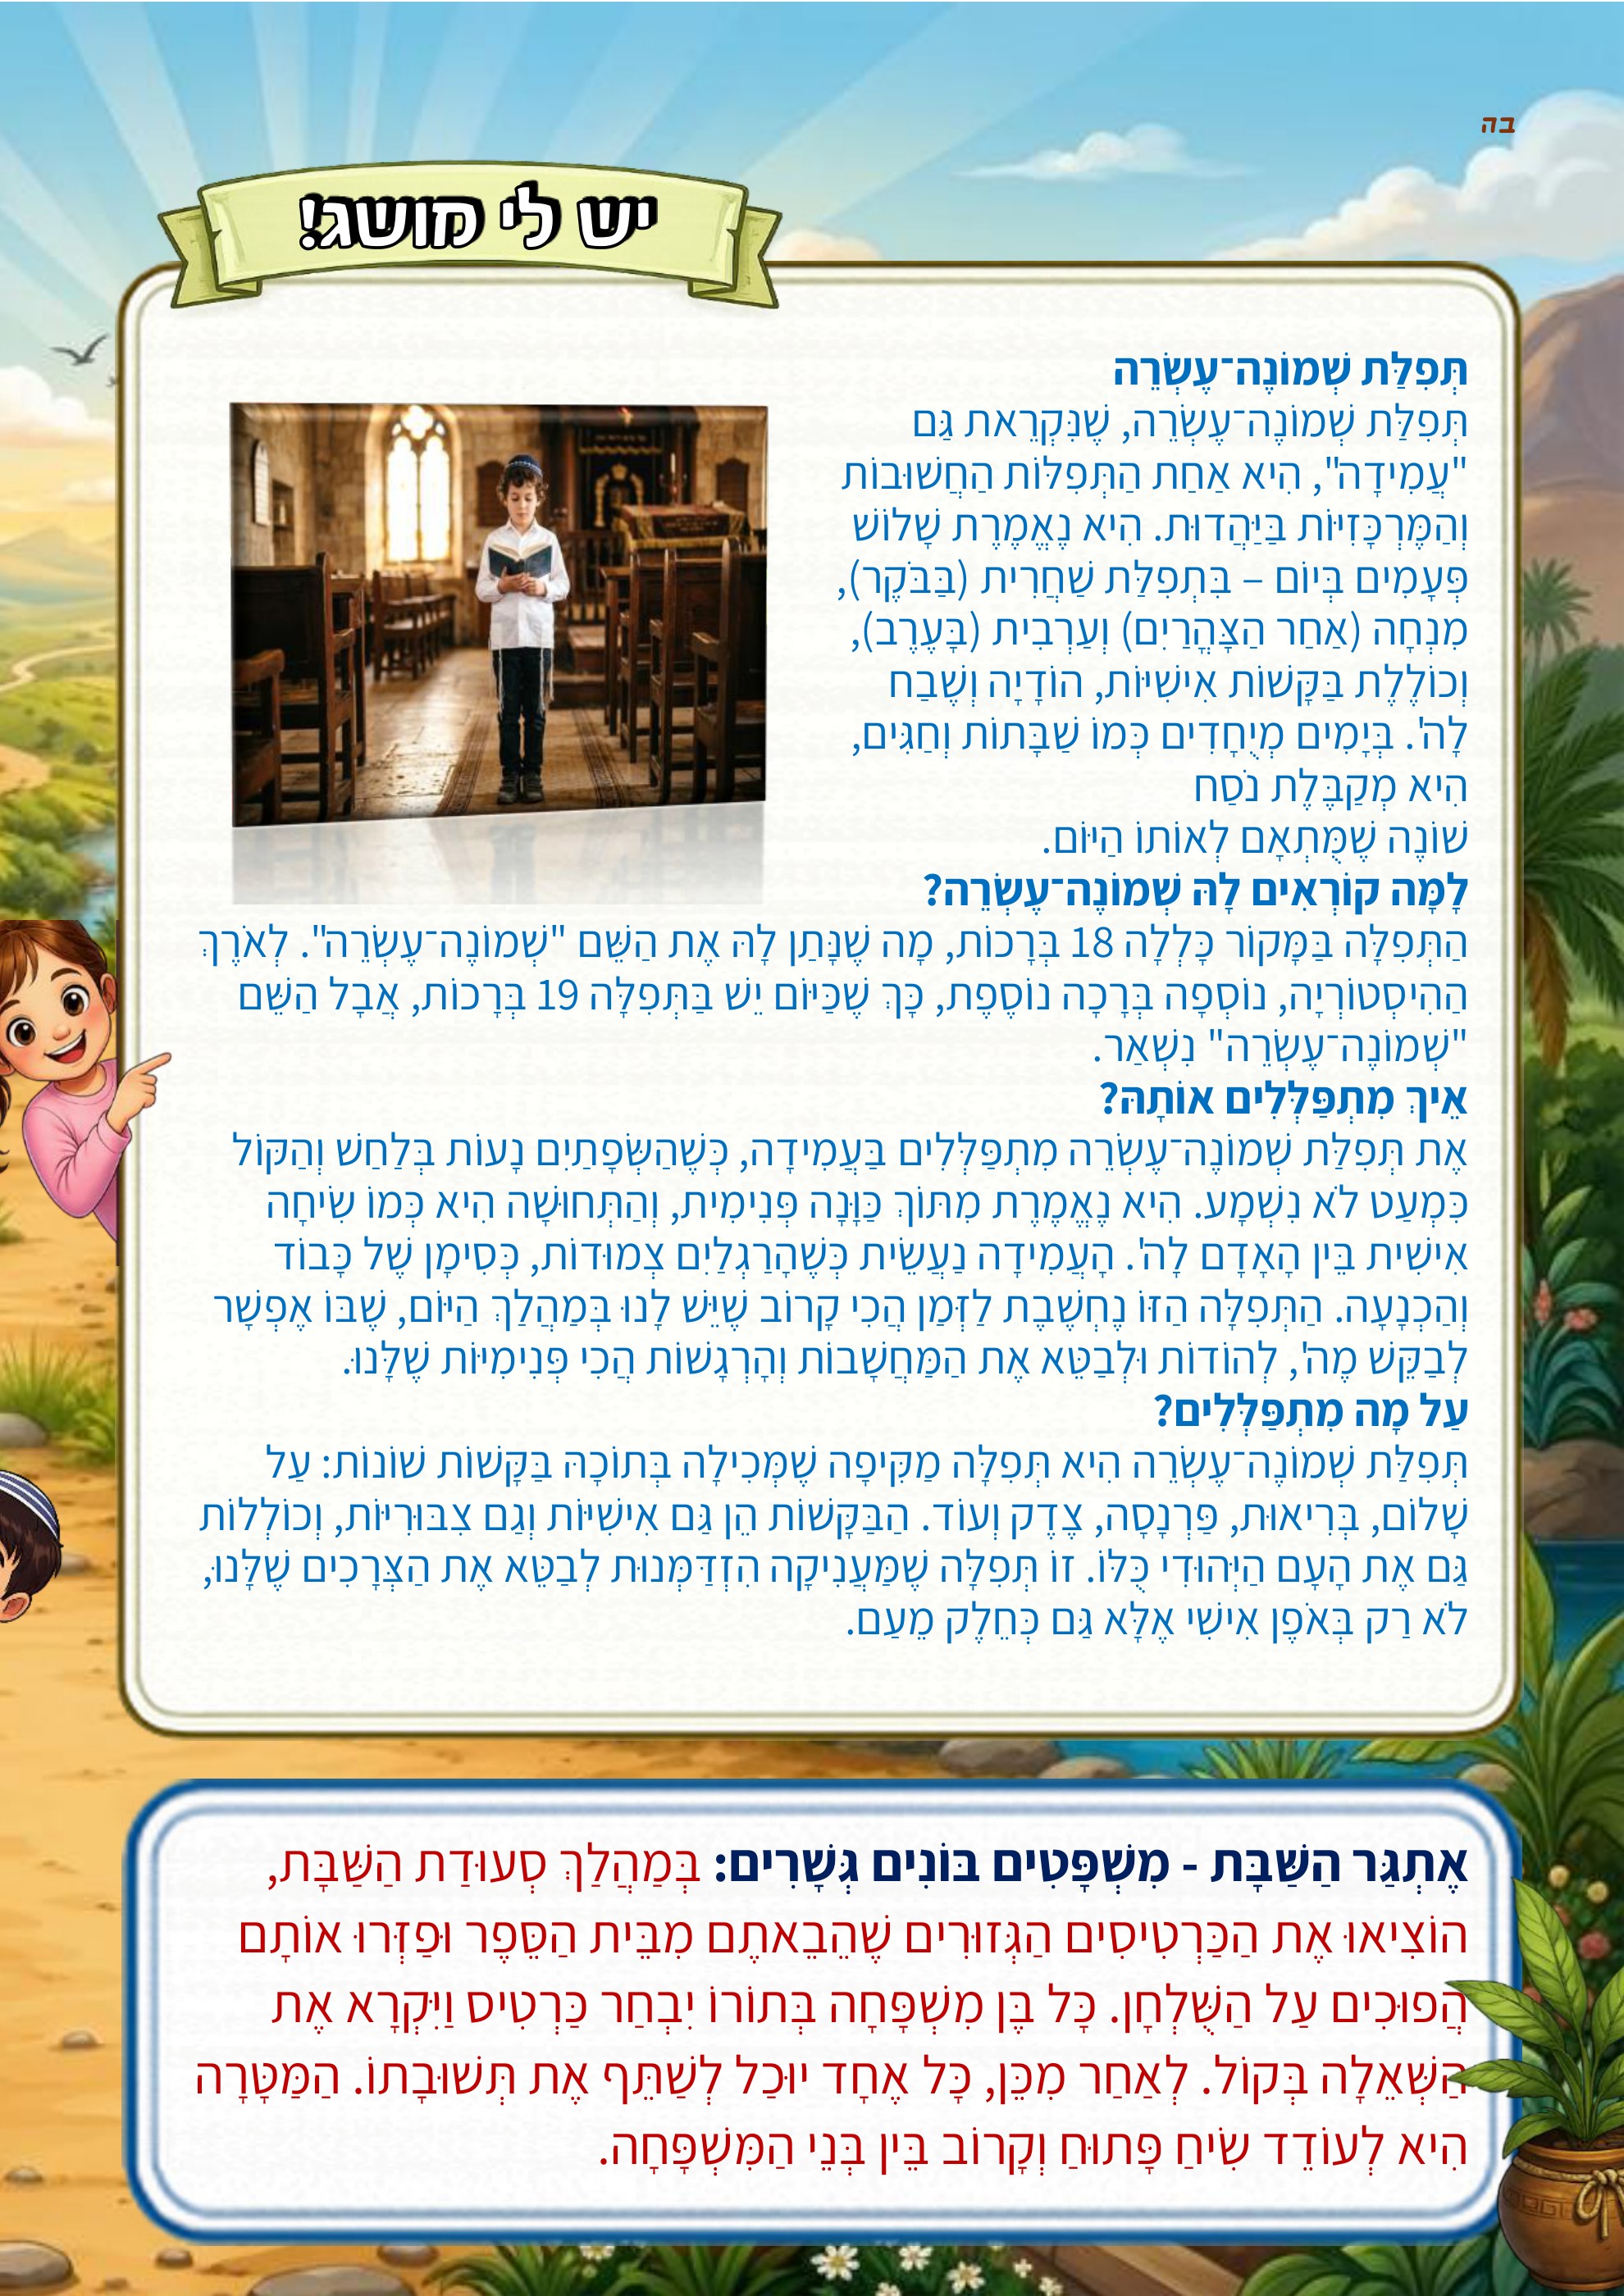 בה
יש לי מושג!
תְּפִלַּת שְׁמוֹנֶה־עֶשְׂרֵה
תְּפִלַּת שְׁמוֹנֶה־עֶשְׂרֵה, שֶׁנִּקְרֵאת גַּם
"עֲמִידָה", הִיא אַחַת הַתְּפִלּוֹת הַחֲשׁוּבוֹת
וְהַמֶּרְכָּזִיּוֹת בַּיַּהֲדוּת. הִיא נֶאֱמֶרֶת שָׁלוֹשׁ
פְּעָמִים בְּיוֹם – בִּתְפִלַּת שַׁחֲרִית (בַּבֹּקֶר),
מִנְחָה (אַחַר הַצָּהֳרַיִם) וְעַרְבִית (בָּעֶרֶב),
וְכוֹלֶלֶת בַּקָּשׁוֹת אִישִׁיּוֹת, הוֹדָיָה וְשֶׁבַח
לָה'. בְּיָמִים מְיֻחָדִים כְּמוֹ שַׁבָּתוֹת וְחַגִּים,
הִיא מְקַבֶּלֶת נֹסַח
שׁוֹנֶה שֶׁמֻּתְאָם לְאוֹתוֹ הַיּוֹם.
לָמָּה קוֹרְאִים לָהּ שְׁמוֹנֶה־עֶשְׂרֵה?
הַתְּפִלָּה בַּמָּקוֹר כָּלְלָה 18 בְּרָכוֹת, מָה שֶׁנָּתַן לָהּ אֶת הַשֵּׁם "שְׁמוֹנֶה־עֶשְׂרֵה". לְאֹרֶךְ
הַהִיסְטוֹרְיָה, נוֹסְפָה בְּרָכָה נוֹסֶפֶת, כָּךְ שֶׁכַּיּוֹם יֵשׁ בַּתְּפִלָּה 19 בְּרָכוֹת, אֲבָל הַשֵּׁם
"שְׁמוֹנֶה־עֶשְׂרֵה" נִשְׁאַר.
אֵיךְ מִתְפַּלְּלִים אוֹתָהּ?
אֶת תְּפִלַּת שְׁמוֹנֶה־עֶשְׂרֵה מִתְפַּלְּלִים בַּעֲמִידָה, כְּשֶׁהַשְּׂפָתַיִם נָעוֹת בְּלַחַשׁ וְהַקּוֹל
כִּמְעַט לֹא נִשְׁמָע. הִיא נֶאֱמֶרֶת מִתּוֹךְ כַּוָּנָה פְּנִימִית, וְהַתְּחוּשָׁה הִיא כְּמוֹ שִׂיחָה
אִישִׁית בֵּין הָאָדָם לָה'. הָעֲמִידָה נַעֲשֵׂית כְּשֶׁהָרַגְלַיִם צְמוּדוֹת, כְּסִימָן שֶׁל כָּבוֹד
וְהַכְנָעָה. הַתְּפִלָּה הַזּוֹ נֶחְשֶׁבֶת לַזְּמַן הֲכִי קָרוֹב שֶׁיֵּשׁ לָנוּ בְּמַהֲלַךְ הַיּוֹם, שֶׁבּוֹ אֶפְשָׁר
לְבַקֵּשׁ מֶה', לְהוֹדוֹת וּלְבַטֵּא אֶת הַמַּחֲשָׁבוֹת וְהָרְגָשׁוֹת הֲכִי פְּנִימִיּוֹת שֶׁלָּנוּ.
עַל מָה מִתְפַּלְּלִים?
תְּפִלַּת שְׁמוֹנֶה־עֶשְׂרֵה הִיא תְּפִלָּה מַקִּיפָה שֶׁמְּכִילָה בְּתוֹכָהּ בַּקָּשׁוֹת שׁוֹנוֹת: עַל
שָׁלוֹם, בְּרִיאוּת, פַּרְנָסָה, צֶדֶק וְעוֹד. הַבַּקָּשׁוֹת הֵן גַּם אִישִׁיּוֹת וְגַם צִבּוּרִיּוֹת, וְכוֹלְלוֹת
גַּם אֶת הָעָם הַיְּהוּדִי כֻּלּוֹ. זוֹ תְּפִלָּה שֶׁמַּעֲנִיקָה הִזְדַּמְּנוּת לְבַטֵּא אֶת הַצְּרָכִים שֶׁלָּנוּ,
לֹא רַק בְּאֹפֶן אִישִׁי אֶלָּא גַּם כְּחֵלֶק מֵעַם.
אֶתְגַּר הַשַּׁבָּת - מִשְׁפָּטִים בּוֹנִים גְּשָׁרִים: בְּמַהֲלַךְ סְעוּדַת הַשַּׁבָּת,
הוֹצִיאוּ אֶת הַכַּרְטִיסִים הַגְּזוּרִים שֶׁהֵבֵאתֶם מִבֵּית הַסֵּפֶר וּפַזְּרוּ אוֹתָם
הֲפוּכִים עַל הַשֻּׁלְחָן. כָּל בֶּן מִשְׁפָּחָה בְּתוֹרוֹ יִבְחַר כַּרְטִיס וַיִּקְרָא אֶת
הַשְּׁאֵלָה בְּקוֹל. לְאַחַר מִכֵּן, כָּל אֶחָד יוּכַל לְשַׁתֵּף אֶת תְּשׁוּבָתוֹ. הַמַּטָּרָה
הִיא לְעוֹדֵד שִׂיחַ פָּתוּחַ וְקָרוֹב בֵּין בְּנֵי הַמִּשְׁפָּחָה.